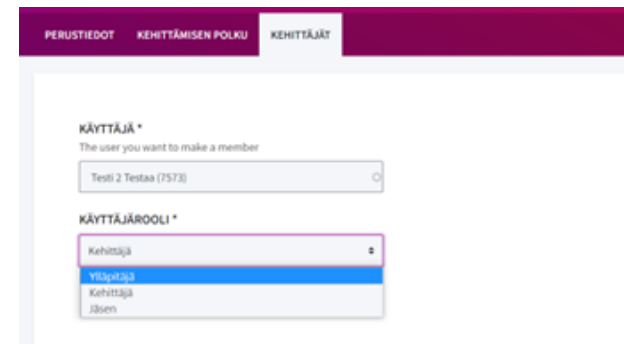 PERUSTIEDOT KEHITTÄMISEN POLKU KEHITTÄJÄT
KÄYTTÄJÄ *
The user you want to make a member
Testi 2 Testaa (7573)
KÄYTTÄJÄROOLI *
Kehittäjä
Ylläpitäjä
Kehittäjä
Jäsen